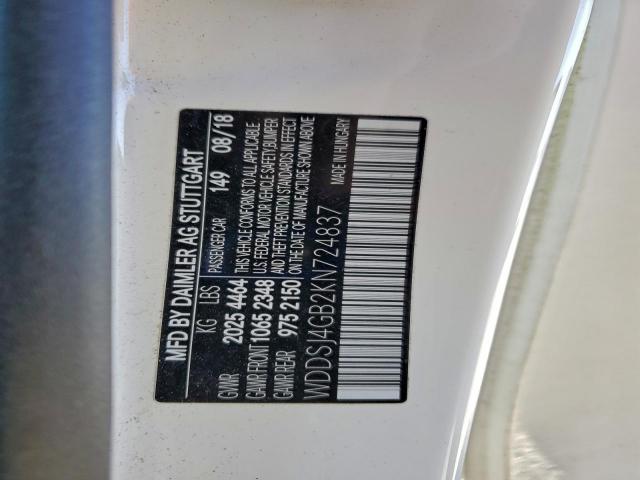 MFD BY DAIMLER AG STUTTGART
KG LBS PASSENGER CAR 149 08/18
GVWR 2025 4464 THIS VEHICLE CONFORMS TO ALL APPLICABLE
GAWR FRONT 1065 2348 U.S. FEDERAL MOTOR VEHICLE SAFETY, BUMPER
GAWR REAR 975 2150 AND THEFT PREVENTION STANDARDS IN EFFECT
ON THE DATE OF MANUFACTURE SHOWN ABOVE
WDDSJ4GB2KN724837 MADE IN HUNGARY